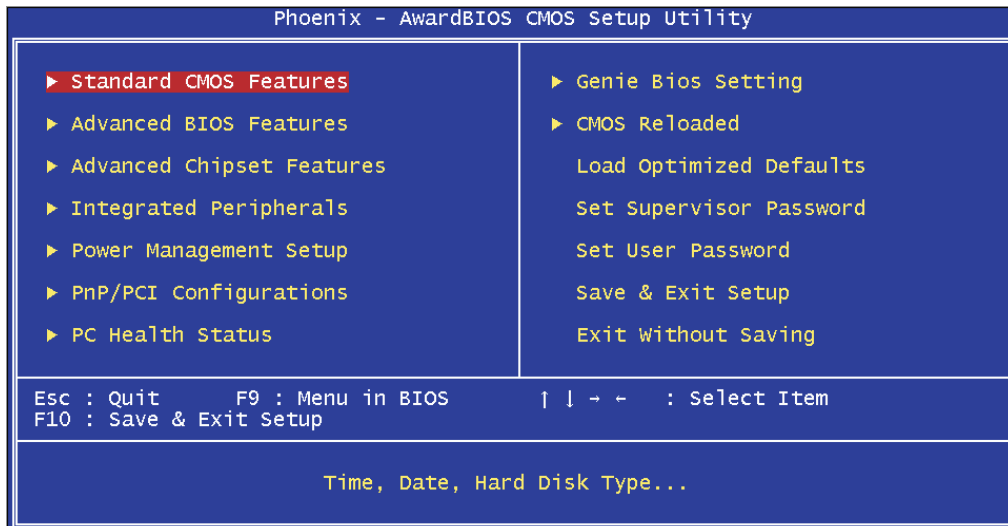 Phoenix - AwardBIOS CMOS Setup Utility
▶ Standard CMOS Features
▶ Advanced BIOS Features
▶ Advanced Chipset Features
▶ Integrated Peripherals
▶ Power Management Setup
▶ PnP/PCI Configurations
▶ PC Health Status
▶ Genie Bios Setting
▶ CMOS Reloaded
Load Optimized Defaults
Set Supervisor Password
Set User Password
Save & Exit Setup
Exit Without Saving
Esc : Quit F9 : Menu in BIOS ↑ ↓ → ← : Select Item
F10 : Save & Exit Setup
Time, Date, Hard Disk Type...